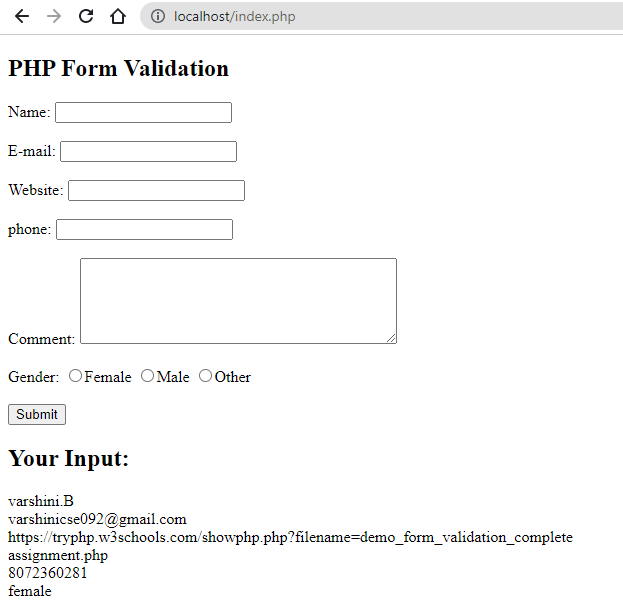 localhost/index.php
PHP Form Validation
Name:
E-mail:
Website:
phone:
Comment:
Gender: Female Male Other
Submit
Your Input:
varshini.B
varshinicse092@gmail.com
https://tryphp.w3schools.com/showphp.php?filename=demo_form_validation_complete
assignment.php
8072360281
female